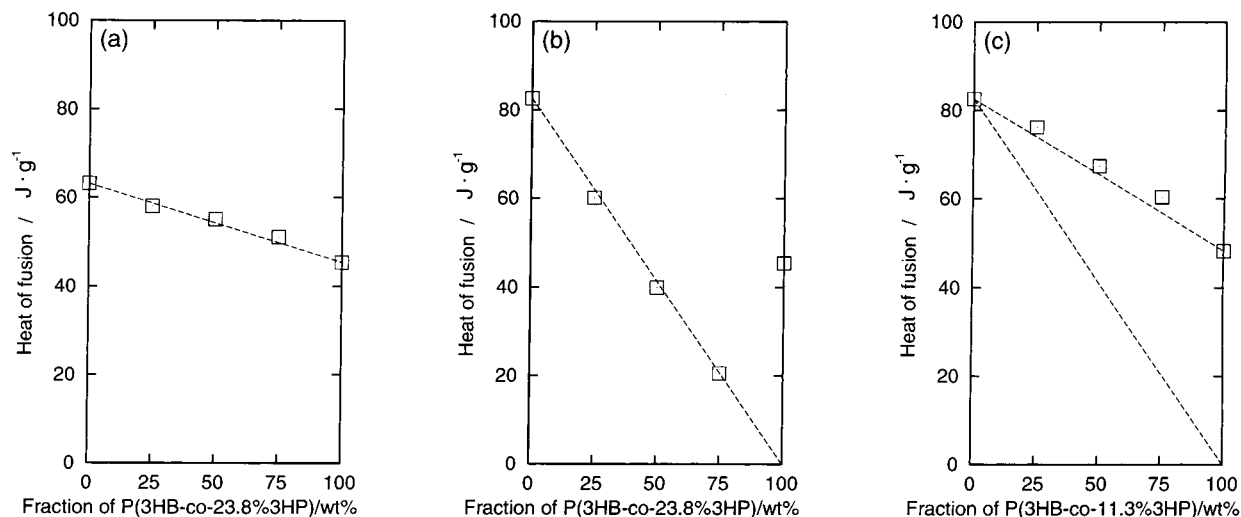 (a)
100
80
60
40
20
0
Heat of fusion / J · g⁻¹
0 25 50 75 100
Fraction of P(3HB-co-23.8%3HP)/wt%
(b)
100
80
60
40
20
0
Heat of fusion / J · g⁻¹
0 25 50 75 100
Fraction of P(3HB-co-23.8%3HP)/wt%
(c)
100
80
60
40
20
0
Heat of fusion / J · g⁻¹
0 25 50 75 100
Fraction of P(3HB-co-11.3%3HP)/wt%